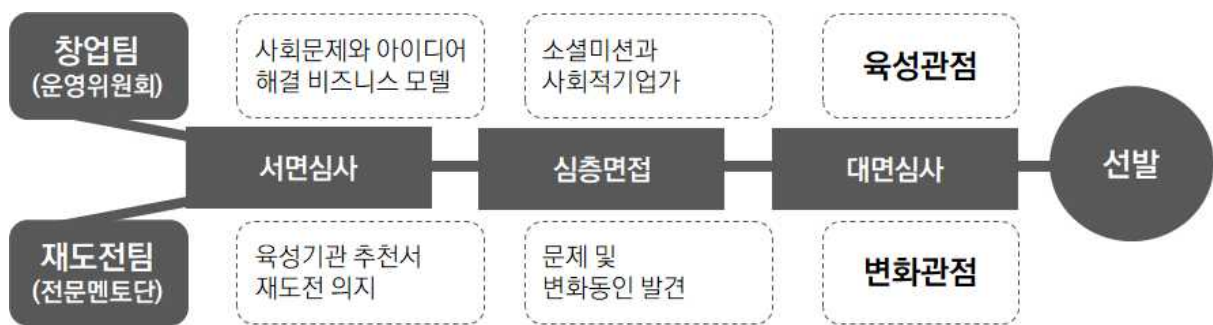 창업팀
(운영위원회)
사회문제와 아이디어
해결 비즈니스 모델
소셜미션과
사회적기업가
육성관점
서면심사
심층면접
대면심사
선발
재도전팀
(전문멘토단)
육성기관 추천서
재도전 의지
문제 및
변화동인 발견
변화관점